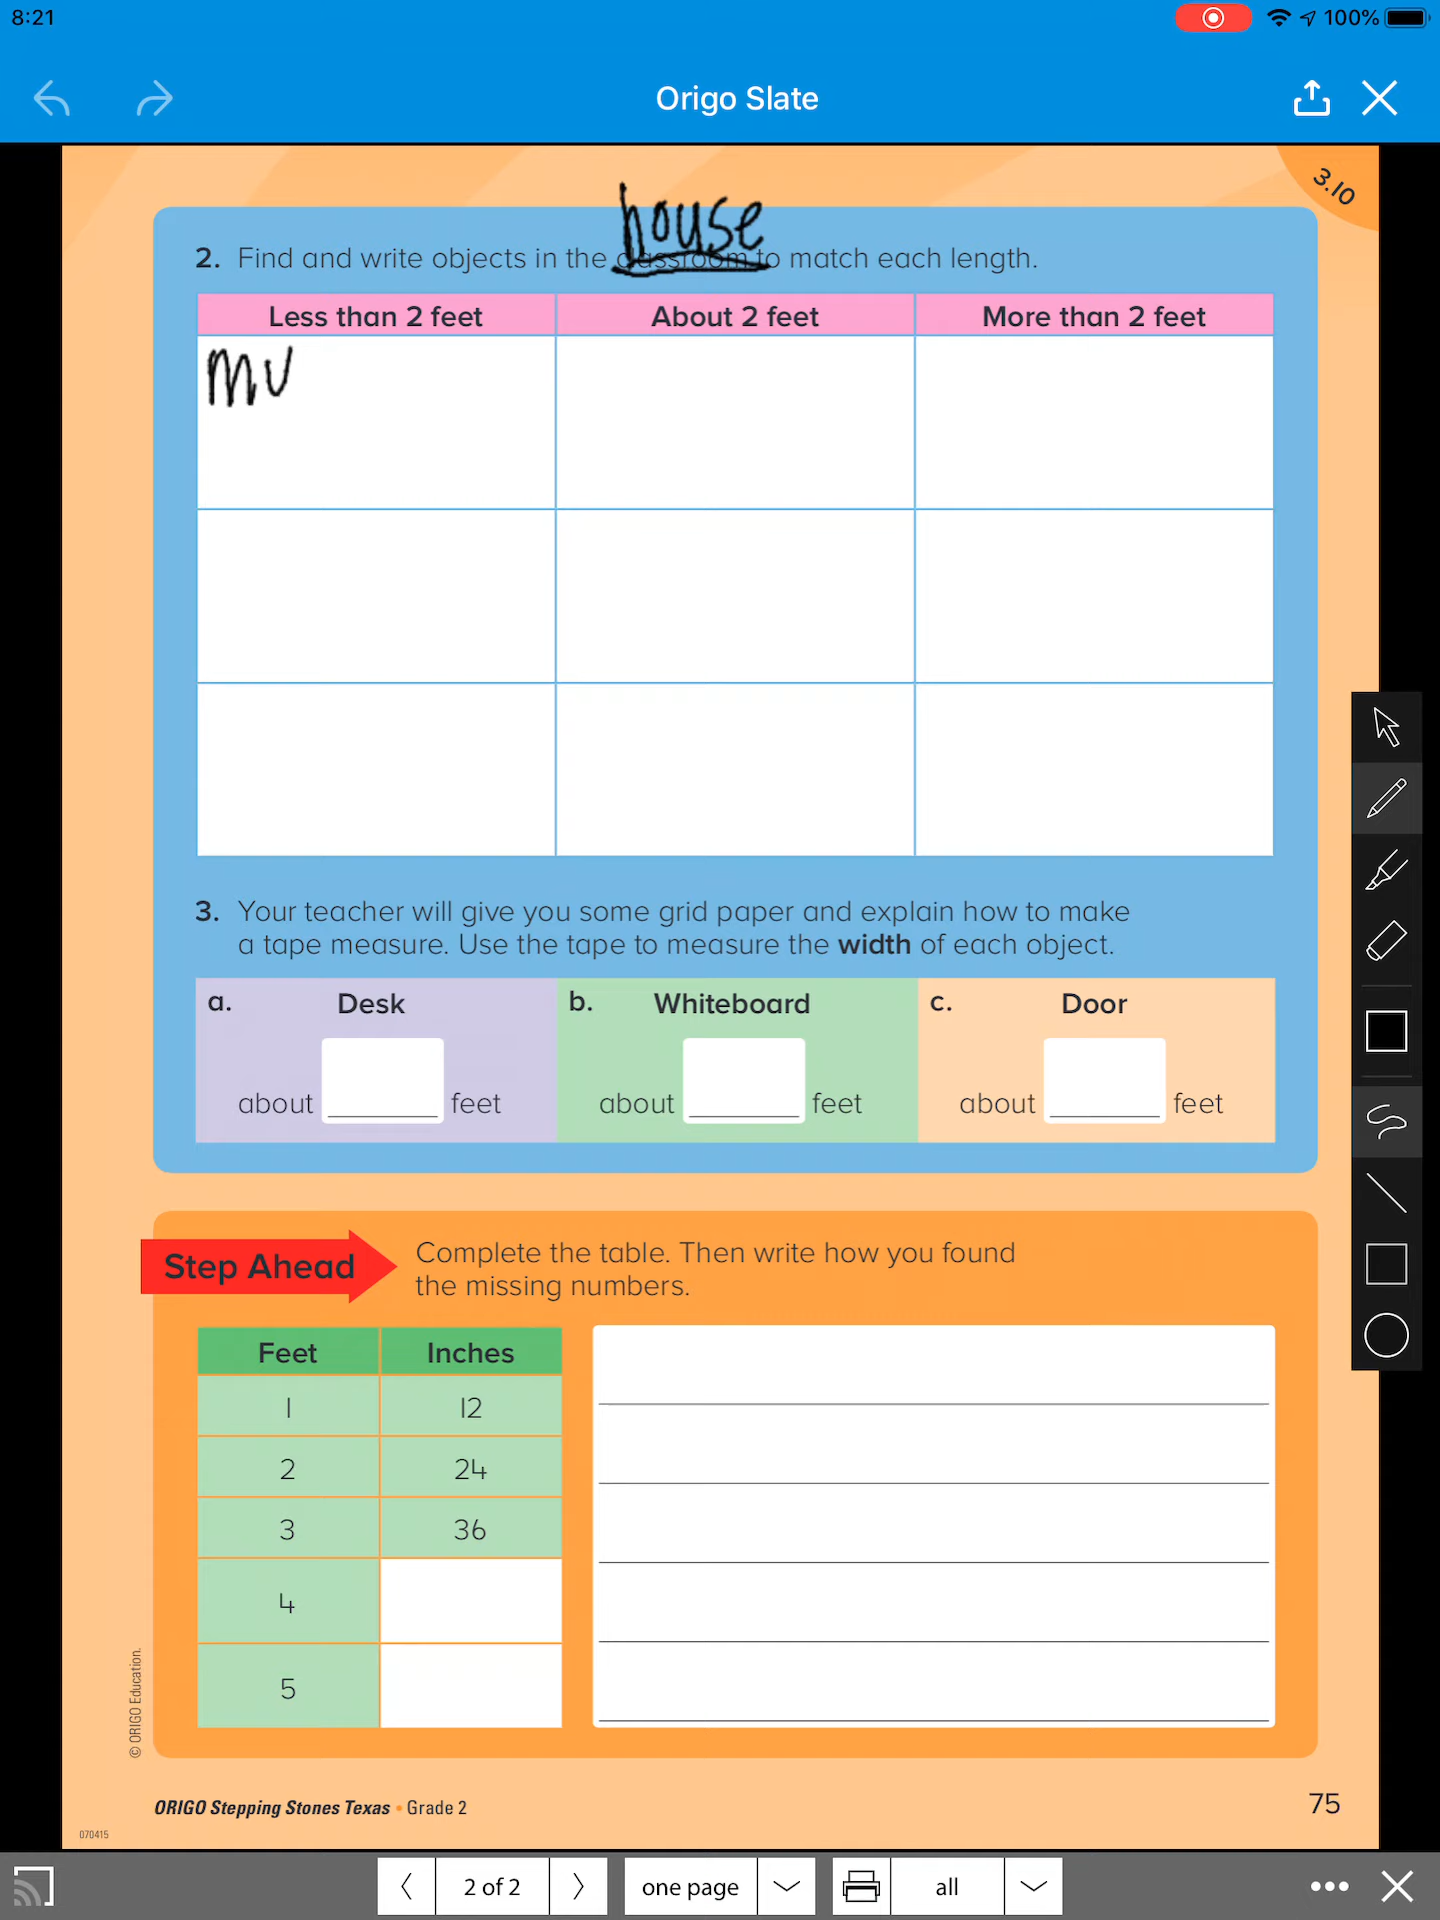 8:21
100%
Origo Slate
3.10
house
2. Find and write objects in the classroom to match each length.
Less than 2 feet About 2 feet More than 2 feet
mu
3. Your teacher will give you some grid paper and explain how to make
a tape measure. Use the tape to measure the width of each object.
a. Desk b. Whiteboard c. Door
about ____ feet about ____ feet about ____ feet
Step Ahead
Complete the table. Then write how you found
the missing numbers.
Feet Inches
1 12
2 24
3 36
4
5
© ORIGO Education.
ORIGO Stepping Stones Texas • Grade 2
75
070415
2 of 2 one page all